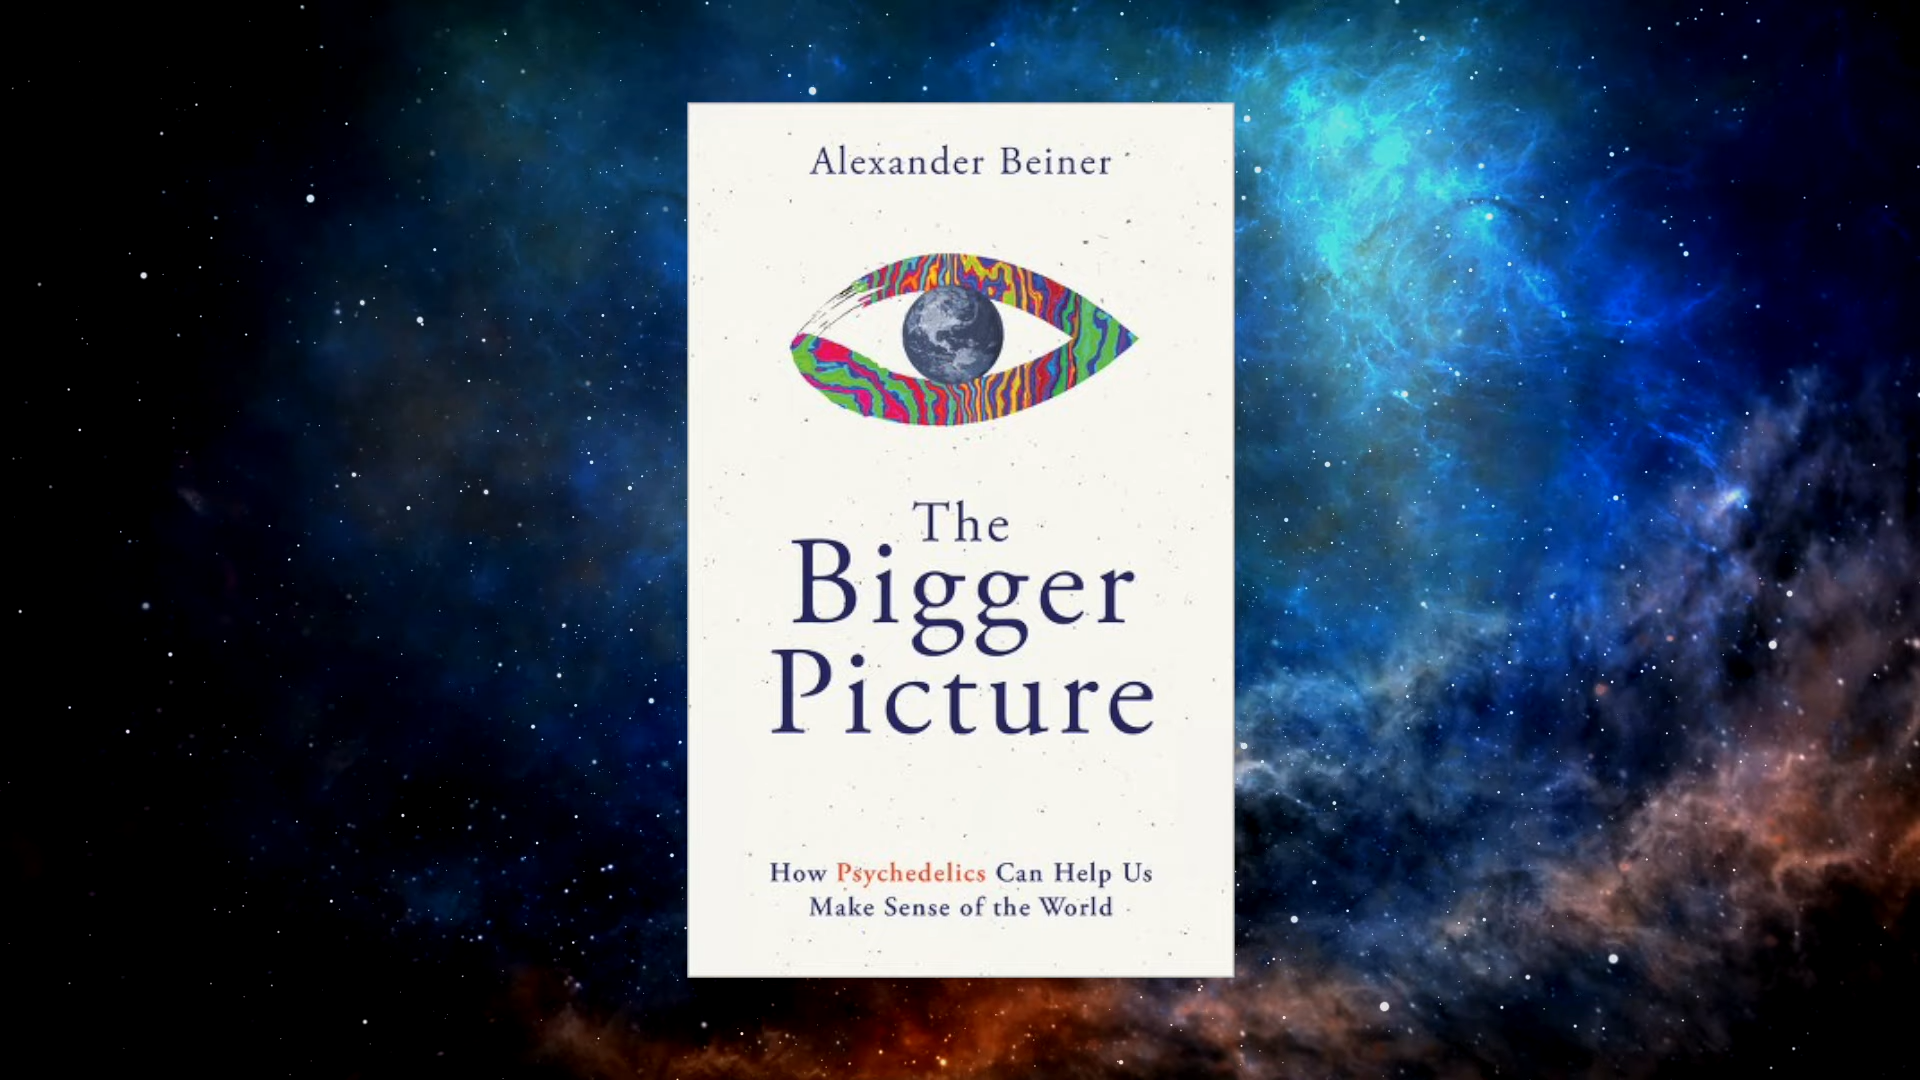 Alexander Beiner
The
Bigger
Picture
How Psychedelics Can Help Us
Make Sense of the World